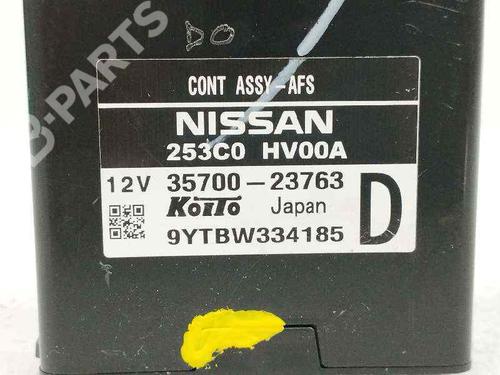 DO
B-PARTS
CONT ASSY-AFS
NISSAN
253C0 HV00A
12V 35700-23763
KOITO Japan D
9YTBW334185